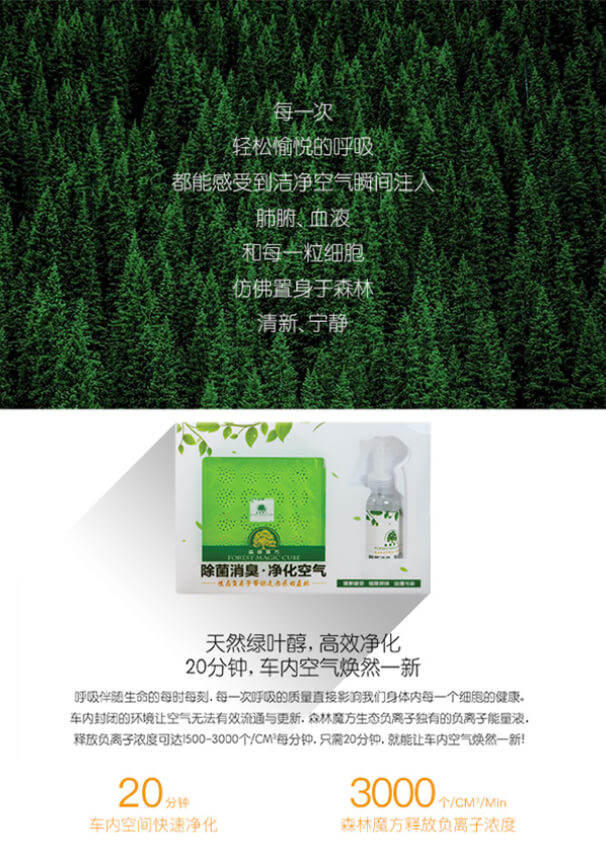 每一次
轻松愉悦的呼吸
都能感受到洁净空气瞬间注入
肺腑、血液
和每一粒细胞
仿佛置身于森林
清新、宁静
森林魔方
FOREST MAGIC CUBE
除菌消臭·净化空气
天然绿叶醇，高效净化
20分钟，车内空气焕然一新
呼吸伴随生命的每时每刻，每一次呼吸的质量直接影响我们身体内每一个细胞的健康。
车内封闭的环境让空气无法有效流通与更新，森林魔方生态负离子独有的负离子能量液，
释放负离子浓度可达1500-3000个/CM³每分钟，只需20分钟，就能让车内空气焕然一新!
20分钟
车内空间快速净化
3000个/CM³/Min
森林魔方释放负离子浓度